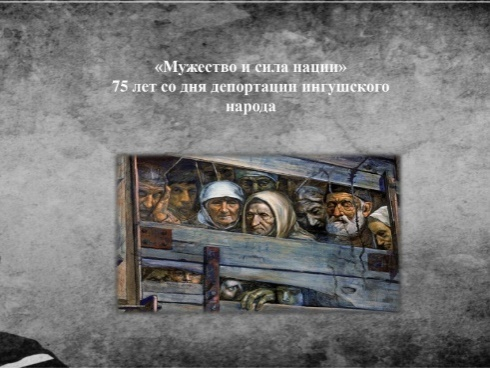 «Мужество и сила нации»
75 лет со дня депортации ингушского
народа